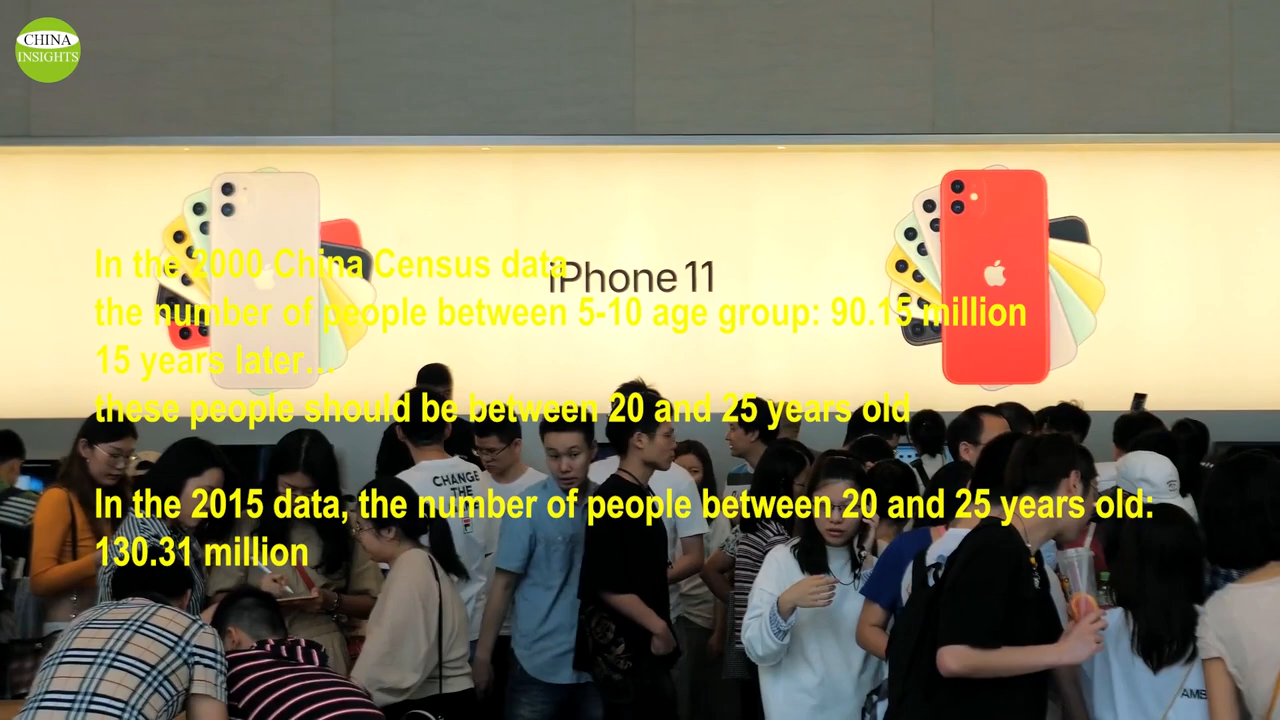 CHINA
INSIGHTS
iPhone 11
In the 2000 China Census data
the number of people between 5-10 age group: 90.15 million
15 years later...
these people should be between 20 and 25 years old
In the 2015 data, the number of people between 20 and 25 years old:
130.31 million
CHANGE
THE
AMS